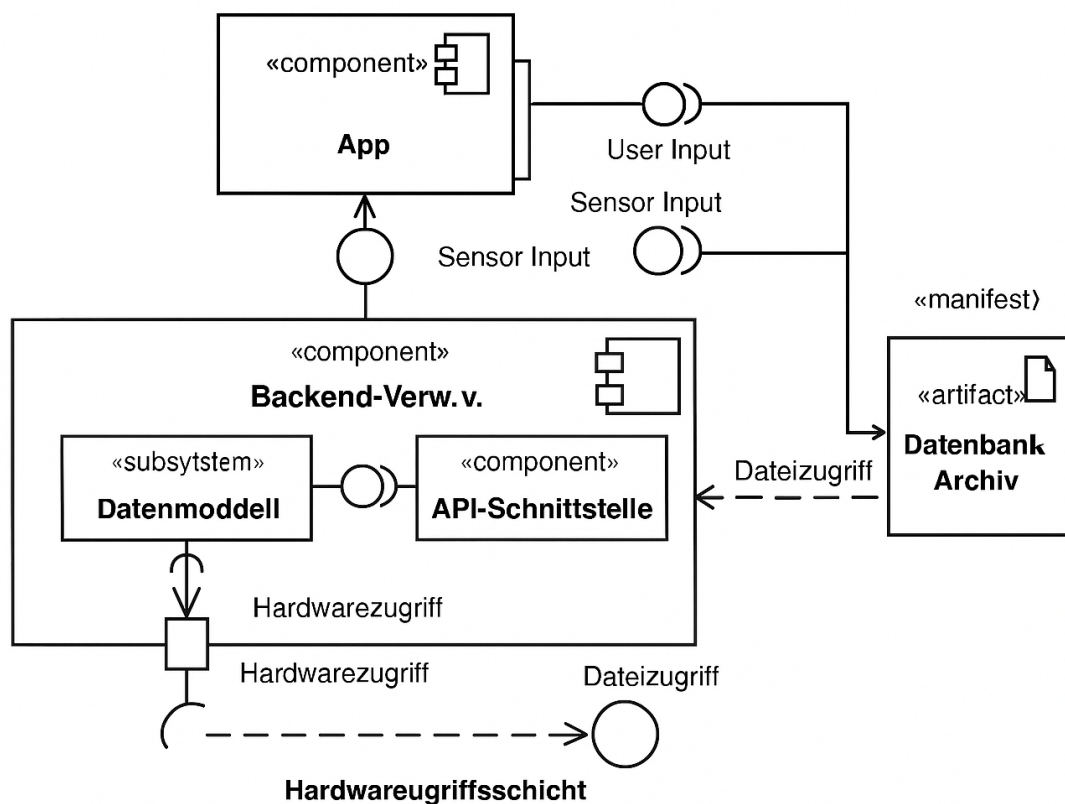 «component»
App
User Input
Sensor Input
Sensor Input
«manifest⟩
«component»
Backend-Verw. v.
«artifact»
Datenbank
Archiv
«subsytstem»
Datenmoddell
«component»
API-Schnittstelle
Dateizugriff
Hardwarezugriff
Hardwarezugriff
Dateizugriff
Hardwareugriffsschicht